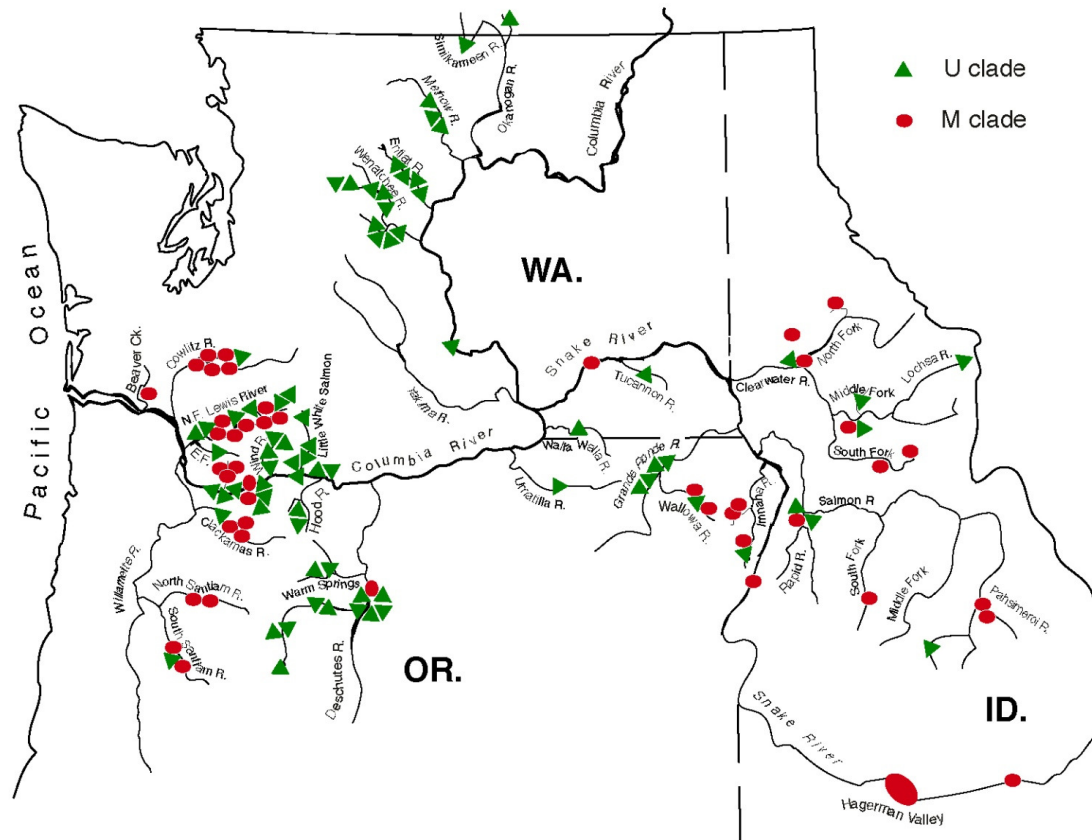 U clade
M clade
Similkameen R.
Methow R.
Okanogan R.
Columbia River
Entiat R.
Wenatchee R.
WA.
Pacific Ocean
Beaver Ck.
Cowlitz R.
N.F. Lewis River
E.F.
Wind R.
Little White Salmon
Yakima R.
Columbia River
Snake River
Tucannon R.
Walla Walla R.
Umatilla R.
Grande Ronde R.
Wallowa R.
Imnaha R.
Clearwater R.
North Fork
Lochsa R.
Middle Fork
South Fork
Salmon R
Rapid R.
South Fork
Middle Fork
Pahsimeroi R.
Hood R.
Clackamas R.
Willamette R.
North Santiam R.
South Santiam R.
Warm Springs
Deschutes R.
OR.
ID.
Snake River
Hagerman Valley